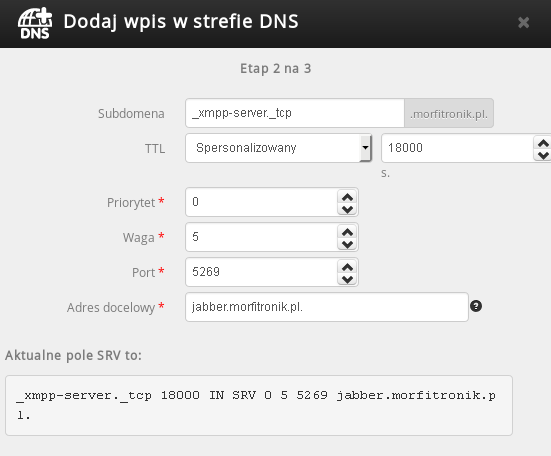 DNS
Dodaj wpis w strefie DNS
Etap 2 na 3
Subdomena _xmpp-server._tcp .morfitronik.pl.
TTL Spersonalizowany 18000
s.
Priorytet * 0
Waga * 5
Port * 5269
Adres docelowy * jabber.morfitronik.pl. ?
Aktualne pole SRV to:
_xmpp-server._tcp 18000 IN SRV 0 5 5269 jabber.morfitronik.p
l.